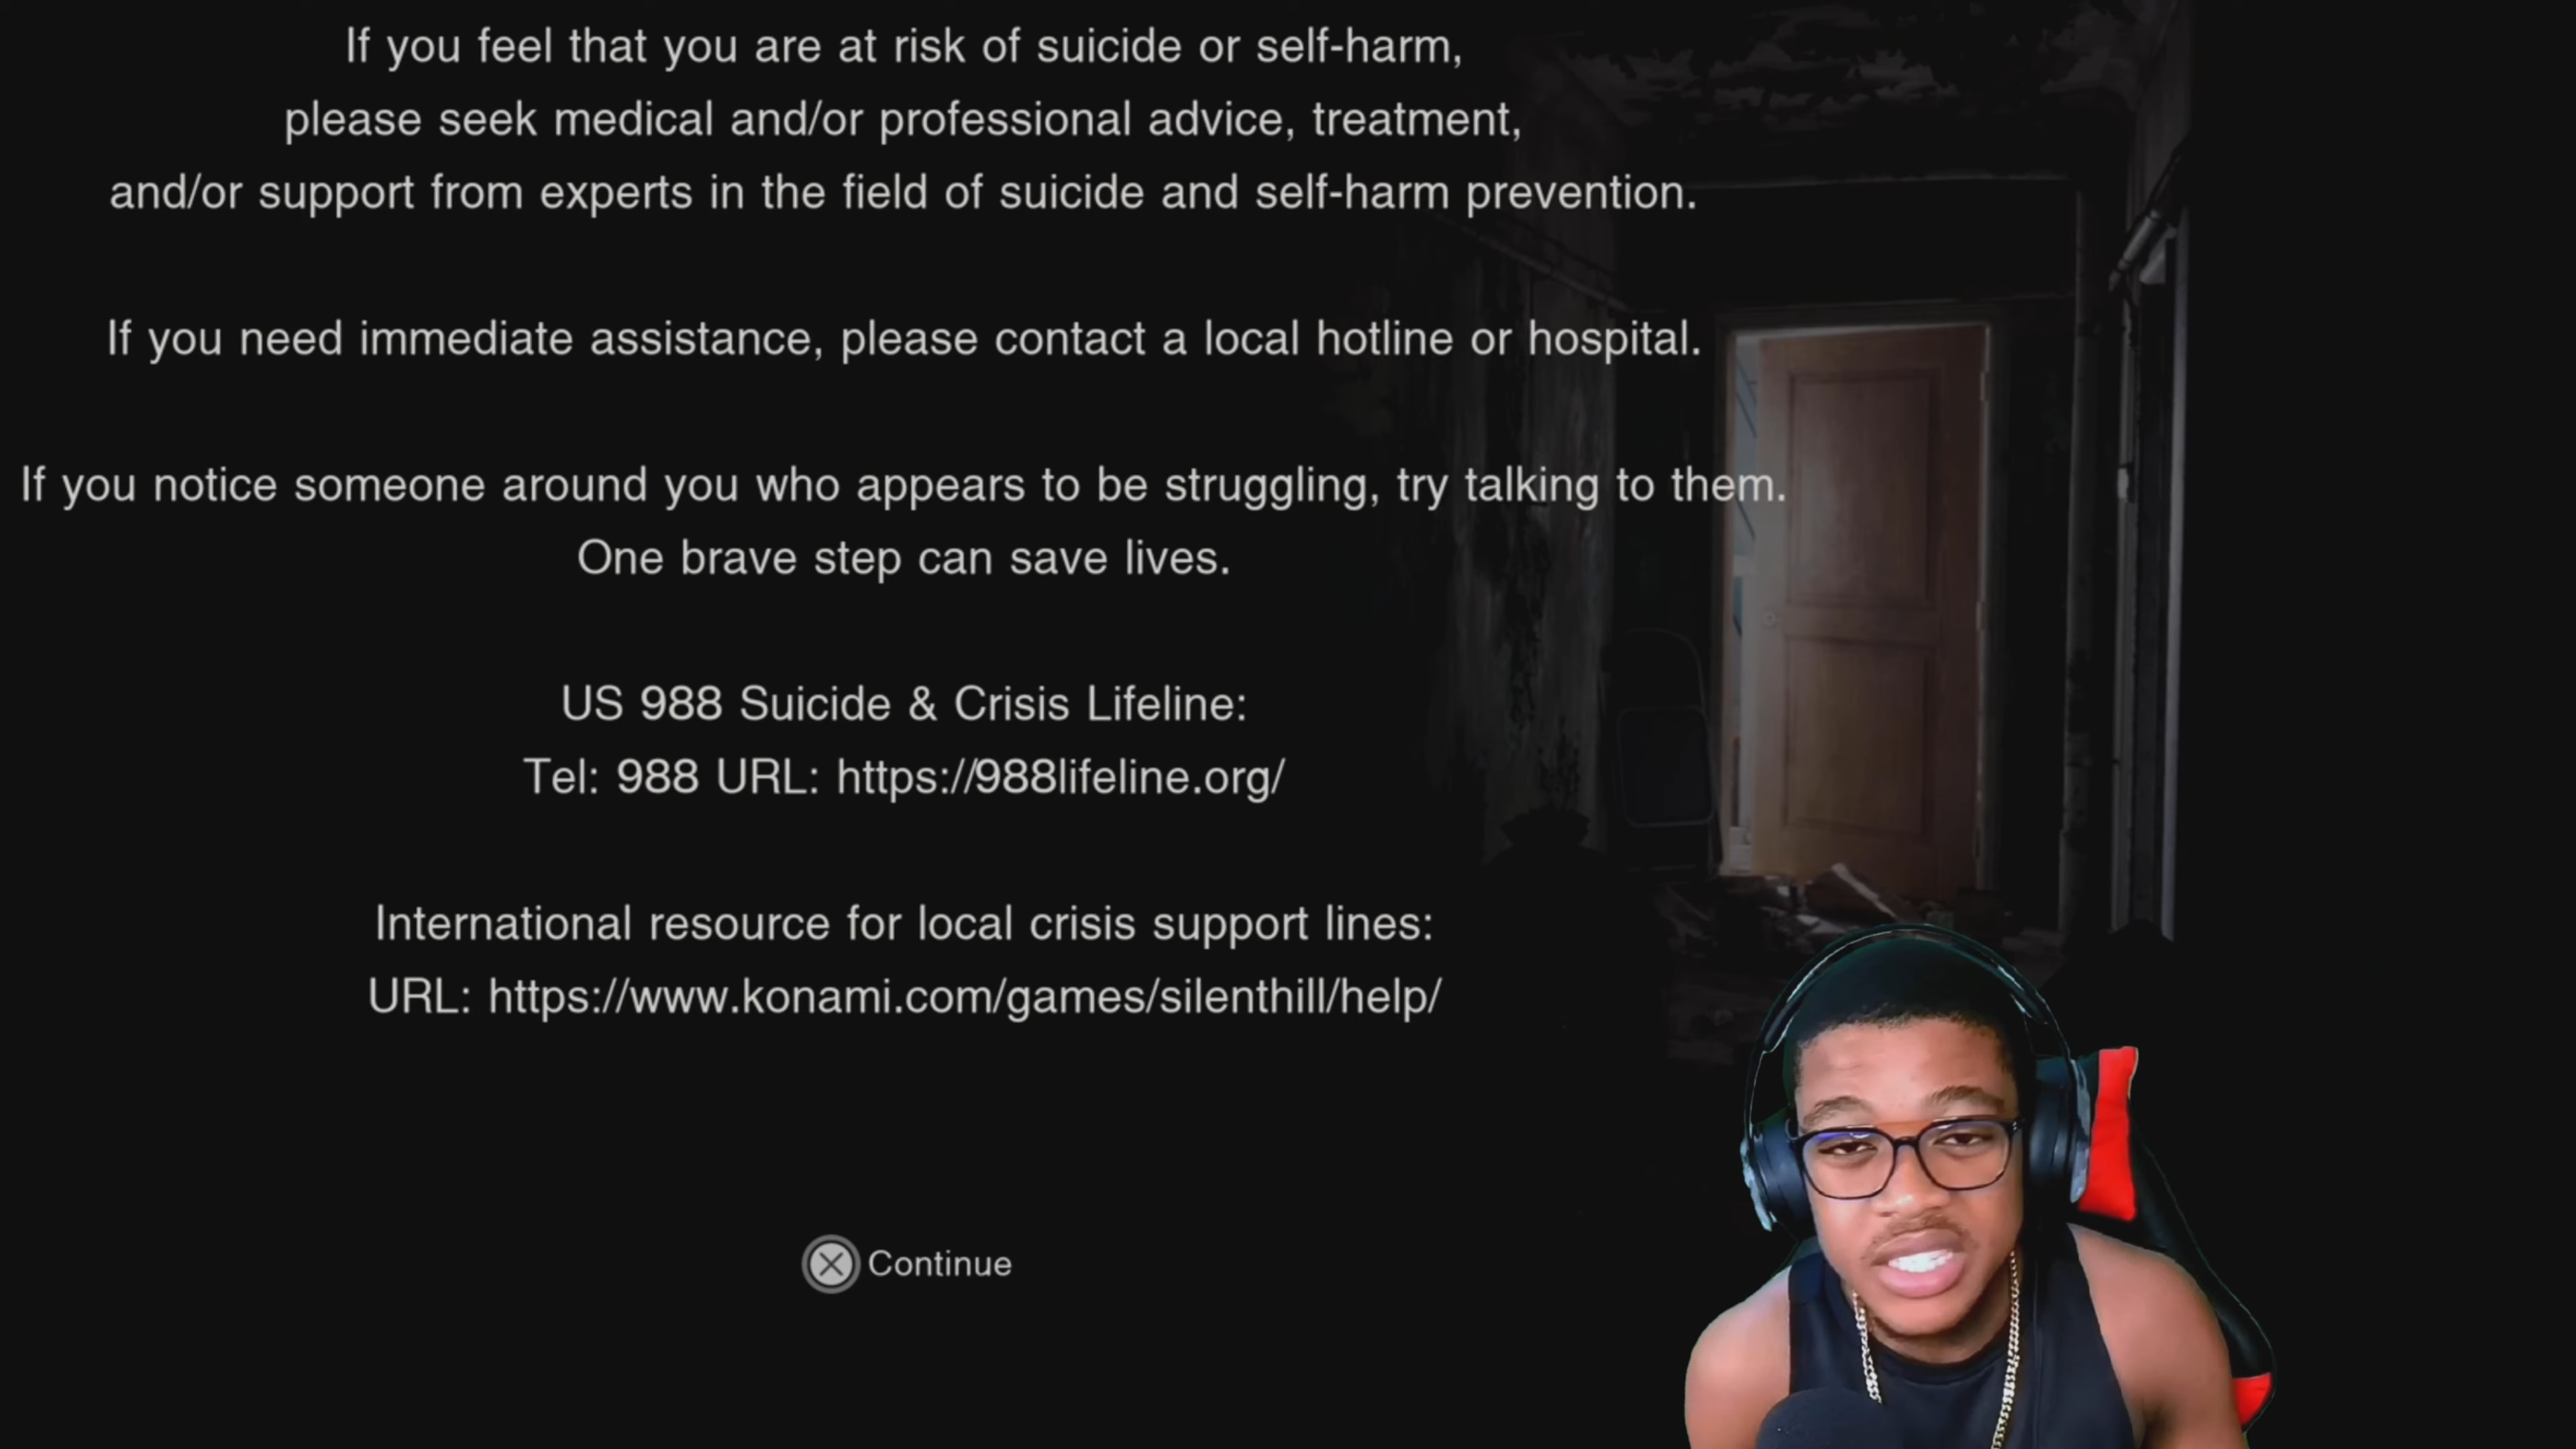 If you feel that you are at risk of suicide or self-harm,
please seek medical and/or professional advice, treatment,
and/or support from experts in the field of suicide and self-harm prevention.
If you need immediate assistance, please contact a local hotline or hospital.
If you notice someone around you who appears to be struggling, try talking to them.
One brave step can save lives.
US 988 Suicide & Crisis Lifeline:
Tel: 988 URL: https://988lifeline.org/
International resource for local crisis support lines:
URL: https://www.konami.com/games/silenthill/help/
Continue